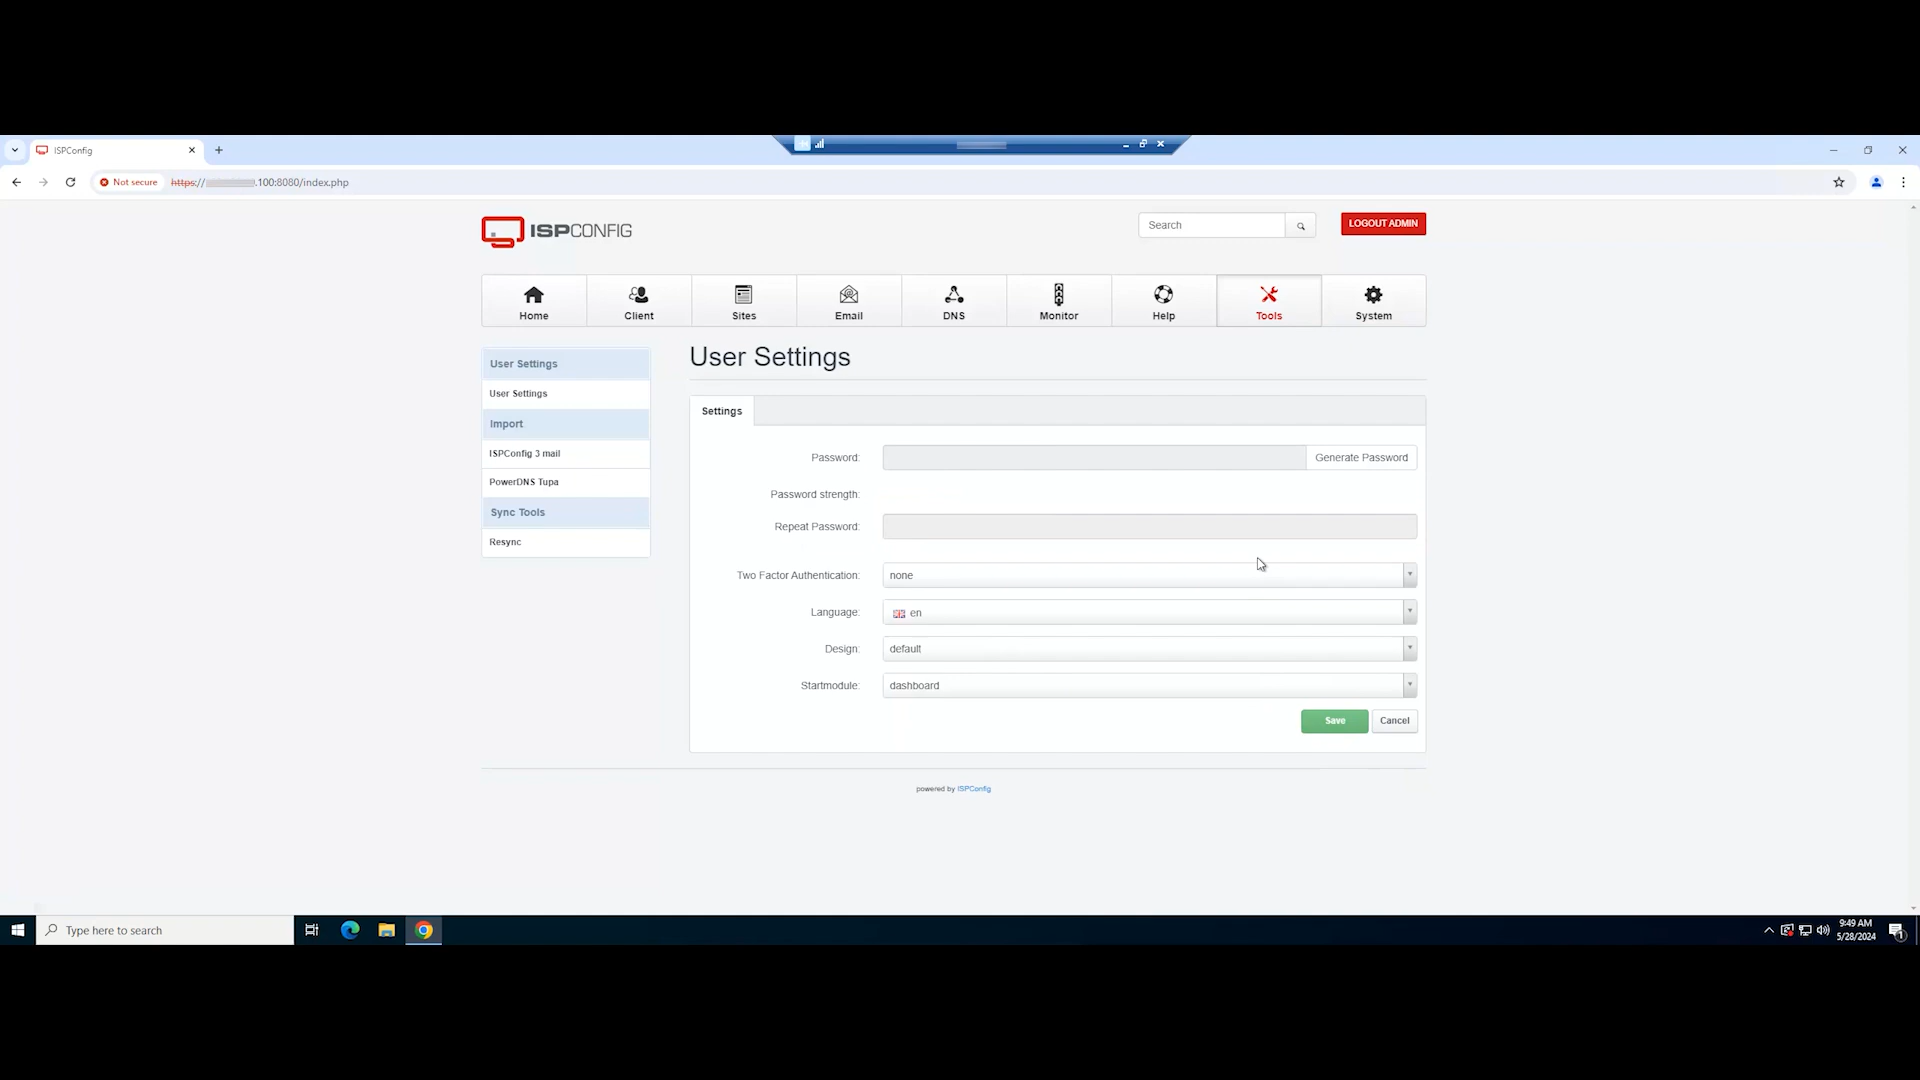 ISPConfig
Not secure
https://
.100:8080/index.php
ISPCONFIG
Search
LOGOUT ADMIN
Home
Client
Sites
Email
DNS
Monitor
Help
Tools
System
User Settings
User Settings
Import
ISPConfig 3 mail
PowerDNS Tupa
Sync Tools
Resync
User Settings
Settings
Password:
Generate Password
Password strength:
Repeat Password:
Two Factor Authentication:
none
Language:
en
Design:
default
Startmodule:
dashboard
Save
Cancel
powered by ISPConfig
Type here to search
9:49 AM
5/28/2024
1